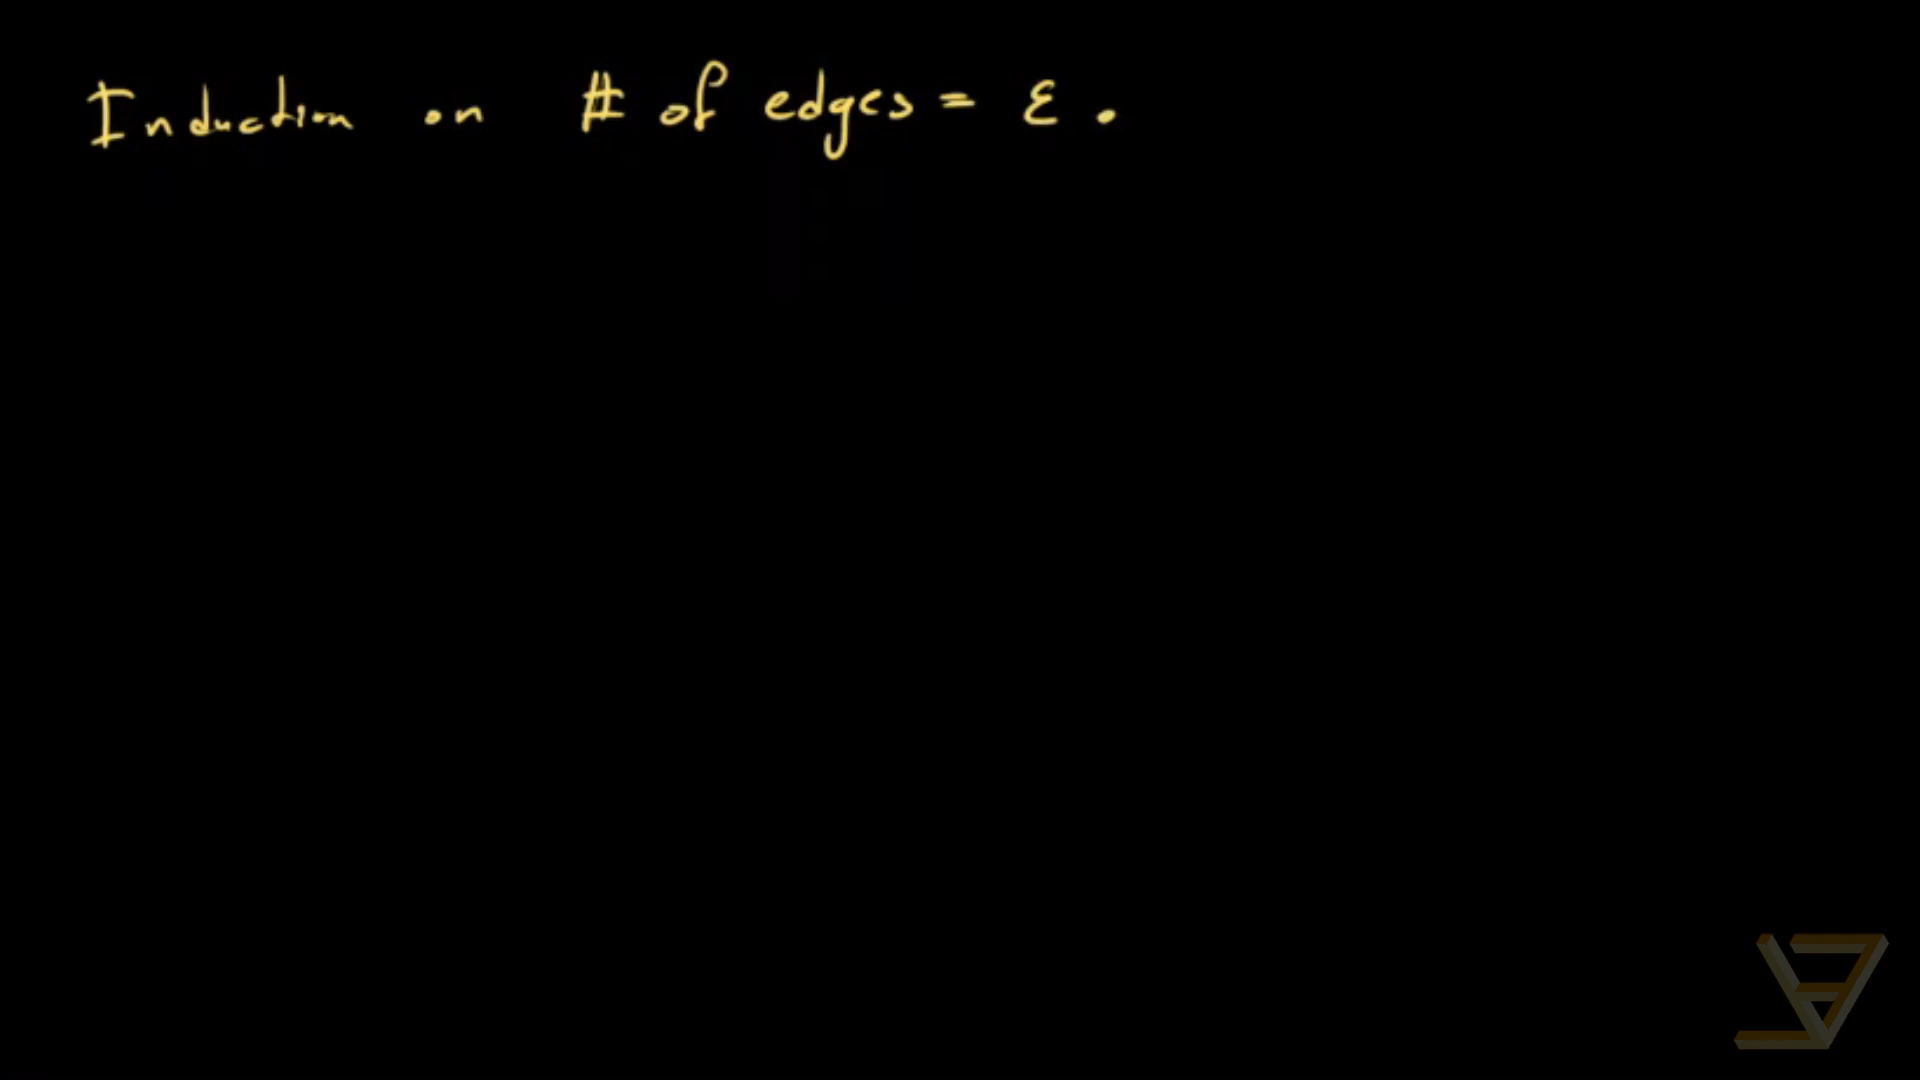 Induction on # of edges = ε .